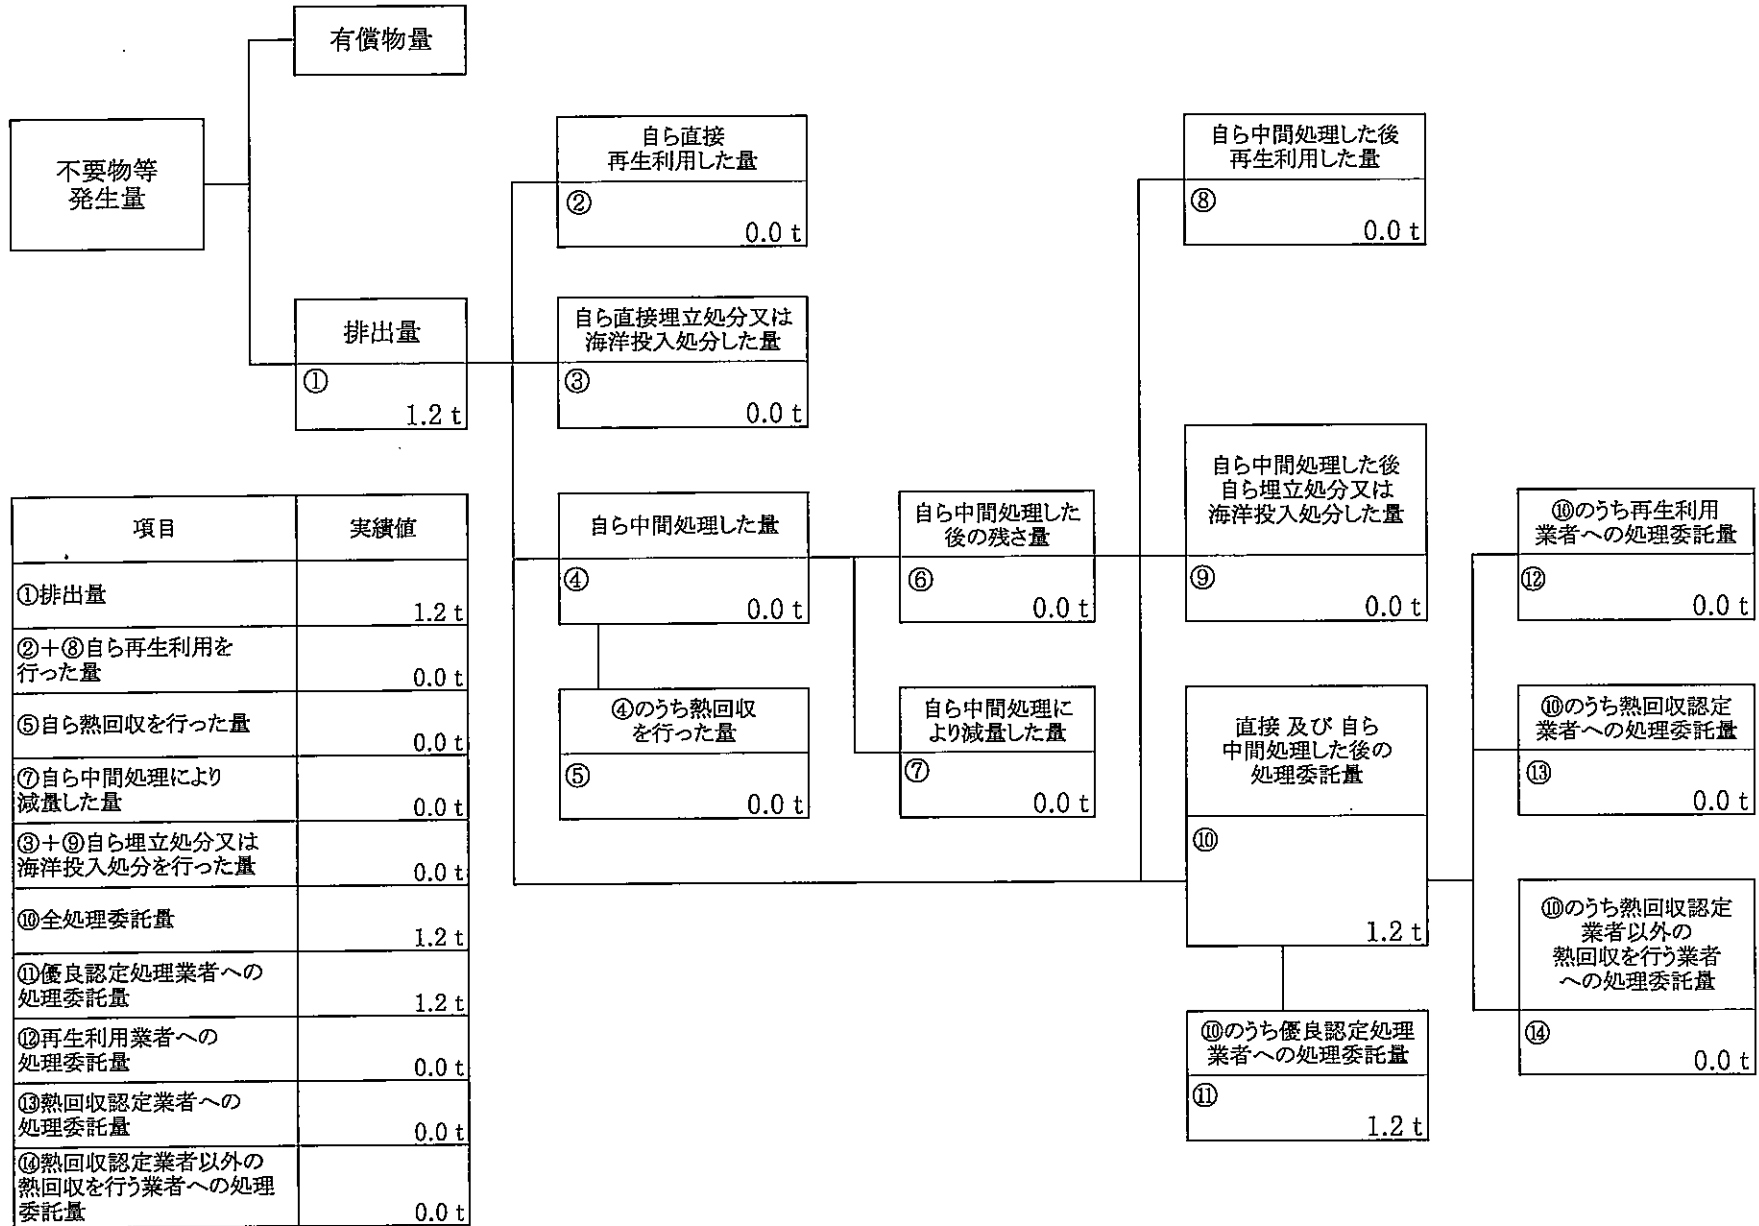 有償物量
不要物等
発生量
排出量
①
1.2 t
自ら直接
再生利用した量
②
0.0 t
自ら直接埋立処分又は
海洋投入処分した量
③
0.0 t
自ら中間処理した量
④
0.0 t
④のうち熱回収
を行った量
⑤
0.0 t
自ら中間処理した
後の残さ量
⑥
0.0 t
自ら中間処理に
より減量した量
⑦
0.0 t
自ら中間処理した後
再生利用した量
⑧
0.0 t
自ら中間処理した後
自ら埋立処分又は
海洋投入処分した量
⑨
0.0 t
直接 及び 自ら
中間処理した後の
処理委託量
⑩
1.2 t
⑩のうち優良認定処理
業者への処理委託量
⑪
1.2 t
⑩のうち再生利用
業者への処理委託量
⑫
0.0 t
⑩のうち熱回収認定
業者への処理委託量
⑬
0.0 t
⑩のうち熱回収認定
業者以外の
熱回収を行う業者
への処理委託量
⑭
0.0 t
項目 実績値
①排出量
1.2 t
②+⑧自ら再生利用を
行った量 0.0 t
⑤自ら熱回収を行った量
0.0 t
⑦自ら中間処理により
減量した量 0.0 t
③+⑨自ら埋立処分又は
海洋投入処分を行った量 0.0 t
⑩全処理委託量
1.2 t
⑪優良認定処理業者への
処理委託量 1.2 t
⑫再生利用業者への
処理委託量 0.0 t
⑬熱回収認定業者への
処理委託量 0.0 t
⑭熱回収認定業者以外の
熱回収を行う業者への処理
委託量 0.0 t